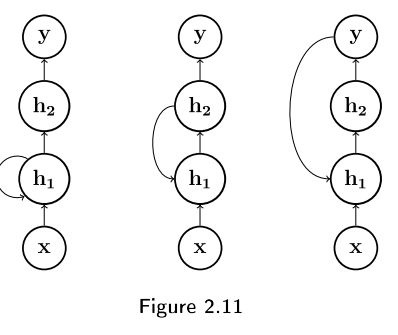 y y y
h₂ h₂ h₂
h₁ h₁ h₁
x x x
Figure 2.11